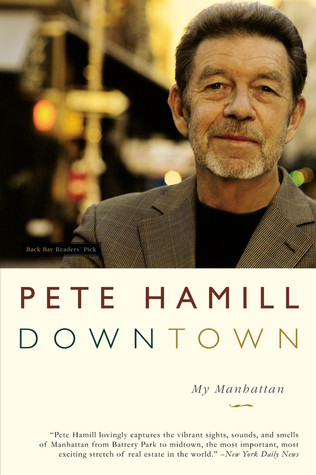 Back Bay Readers' Pick
PETE HAMILL
DOWNTOWN
My Manhattan
“Pete Hamill lovingly captures the vibrant sights, sounds, and smells
of Manhattan from Battery Park to midtown, the most important, most
exciting stretch of real estate in the world.” –New York Daily News